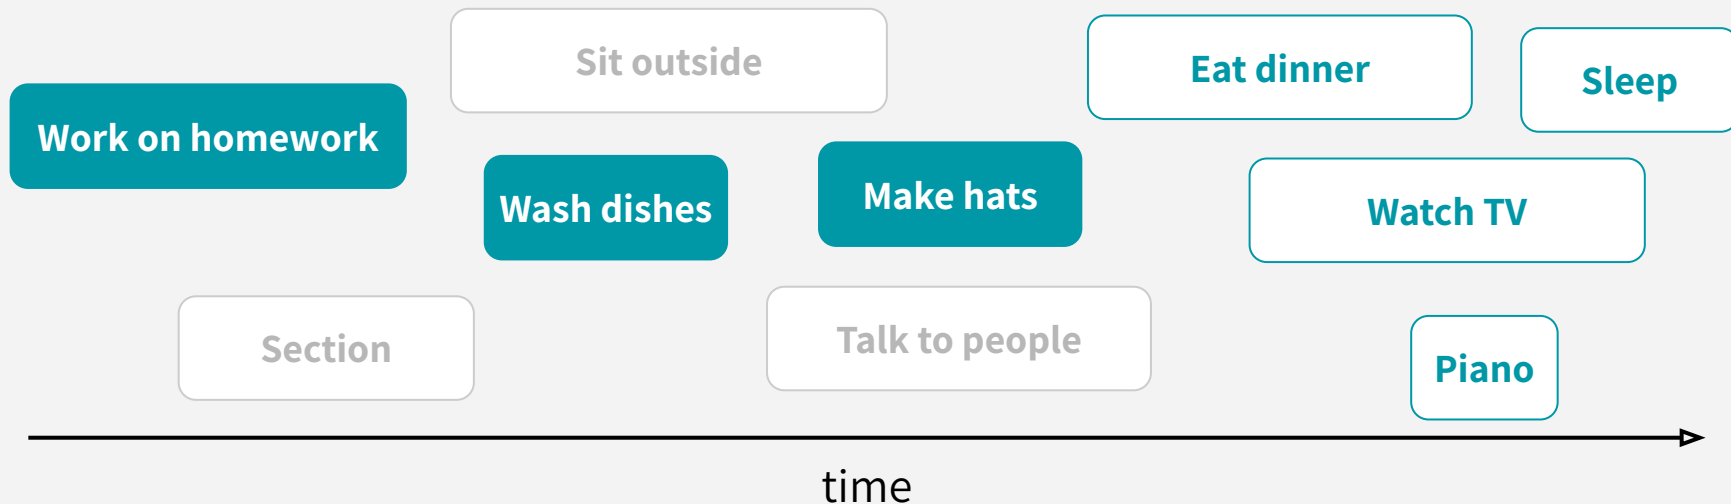 Sit outside
Eat dinner
Sleep
Work on homework
Wash dishes
Make hats
Watch TV
Section
Talk to people
Piano
time